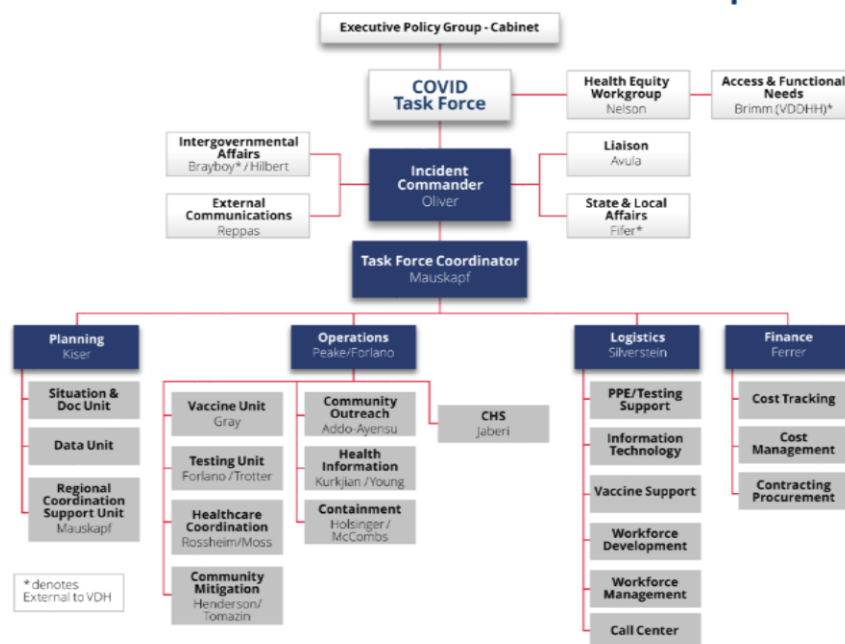 Executive Policy Group - Cabinet
COVID
Task Force
Health Equity
Workgroup
Nelson
Access & Functional
Needs
Brimm (VDDHH)*
Intergovernmental
Affairs
Brayboy* / Hilbert
Incident
Commander
Oliver
Liaison
Avula
External
Communications
Reppas
State & Local
Affairs
Fifer*
Task Force Coordinator
Mauskapf
Planning
Kiser
Operations
Peake/Forlano
Logistics
Silverstein
Finance
Ferrer
Situation &
Doc Unit
Data Unit
Regional
Coordination
Support Unit
Mauskapf
Vaccine Unit
Gray
Testing Unit
Forlano /Trotter
Healthcare
Coordination
Rossheim/Moss
Community
Mitigation
Henderson/
Tomazin
Community
Outreach
Addo-Ayensu
Health
Information
Kurkjian /Young
Containment
Holsinger/
McCombs
CHS
Jaberi
PPE/Testing
Support
Information
Technology
Vaccine Support
Workforce
Development
Workforce
Management
Call Center
Cost Tracking
Cost
Management
Contracting
Procurement
* denotes
External to VDH